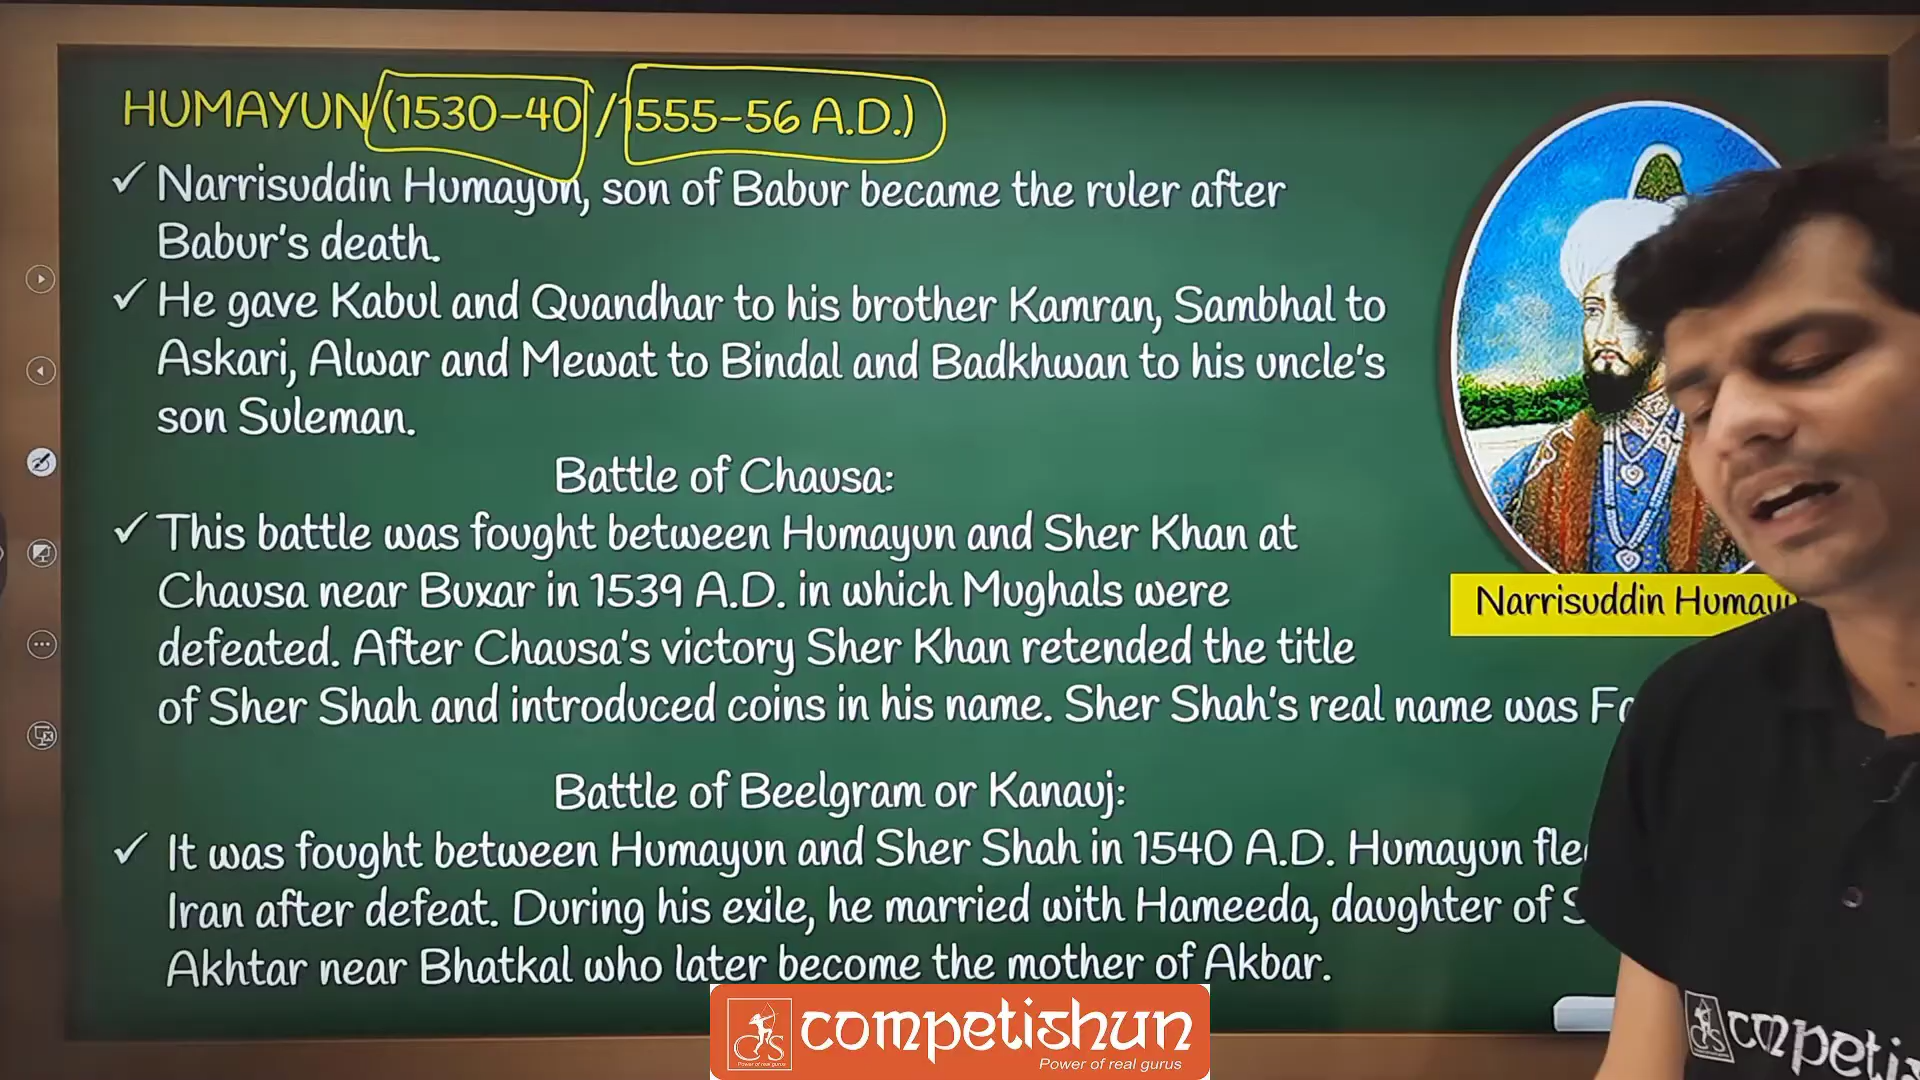 HUMAYUN (1530-40 / 1555-56 A.D.)
✓ Narrisuddin Humayun, son of Babur became the ruler after
Babur's death.
✓ He gave Kabul and Quandhar to his brother Kamran, Sambhal to
Askari, Alwar and Mewat to Bindal and Badkhwan to his uncle's
son Suleman.
Battle of Chausa:
✓ This battle was fought between Humayun and Sher Khan at
Chausa near Buxar in 1539 A.D. in which Mughals were
defeated. After Chausa's victory Sher Khan retended the title
of Sher Shah and introduced coins in his name. Sher Shah's real name was
Narrisuddin
Battle of Beelgram or Kanauj:
✓ It was fought between Humayun and Sher Shah in 1540 A.D. Humayun
Iran after defeat. During his exile, he married with Hameeda, daughter of
Akhtar near Bhatkal who later become the mother of Akbar.
competishun
Power of real gurus